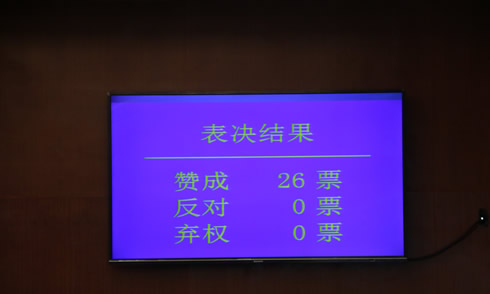 表决结果
赞成 26 票
反对 0 票
弃权 0 票